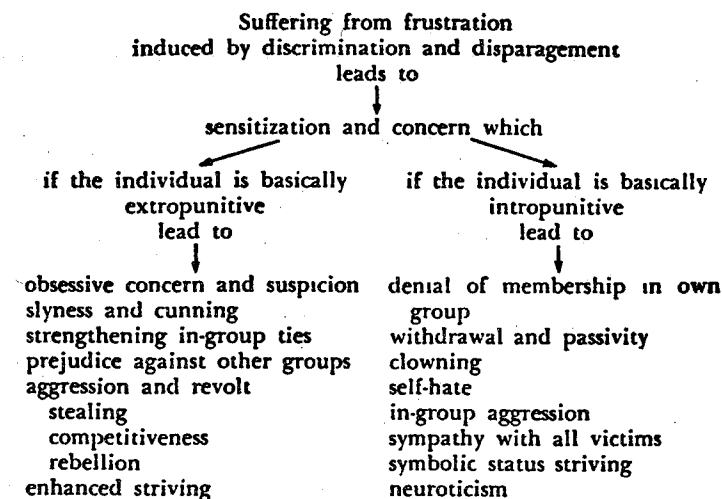 Suffering from frustration
induced by discrimination and disparagement
leads to
sensitization and concern which
if the individual is basically
extropunitive
lead to
obsessive concern and suspicion
slyness and cunning
strengthening in-group ties
prejudice against other groups
aggression and revolt
stealing
competitiveness
rebellion
enhanced striving
if the individual is basically
intropunitive
lead to
denial of membership in own
group
withdrawal and passivity
clowning
self-hate
in-group aggression
sympathy with all victims
symbolic status striving
neuroticism